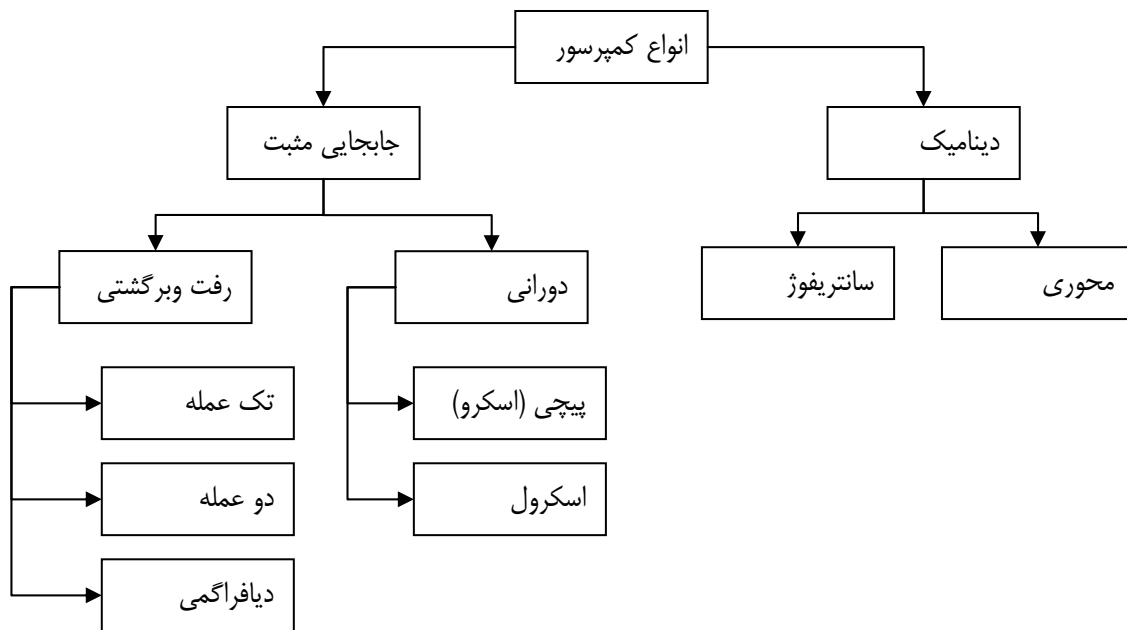 انواع کمپرسور
دینامیک
جابجایی مثبت
محوری
سانتریفوژ
دورانی
رفت وبرگشتی
پیچی (اسکرو)
تک عمله
اسکرول
دو عمله
دیافراگمی